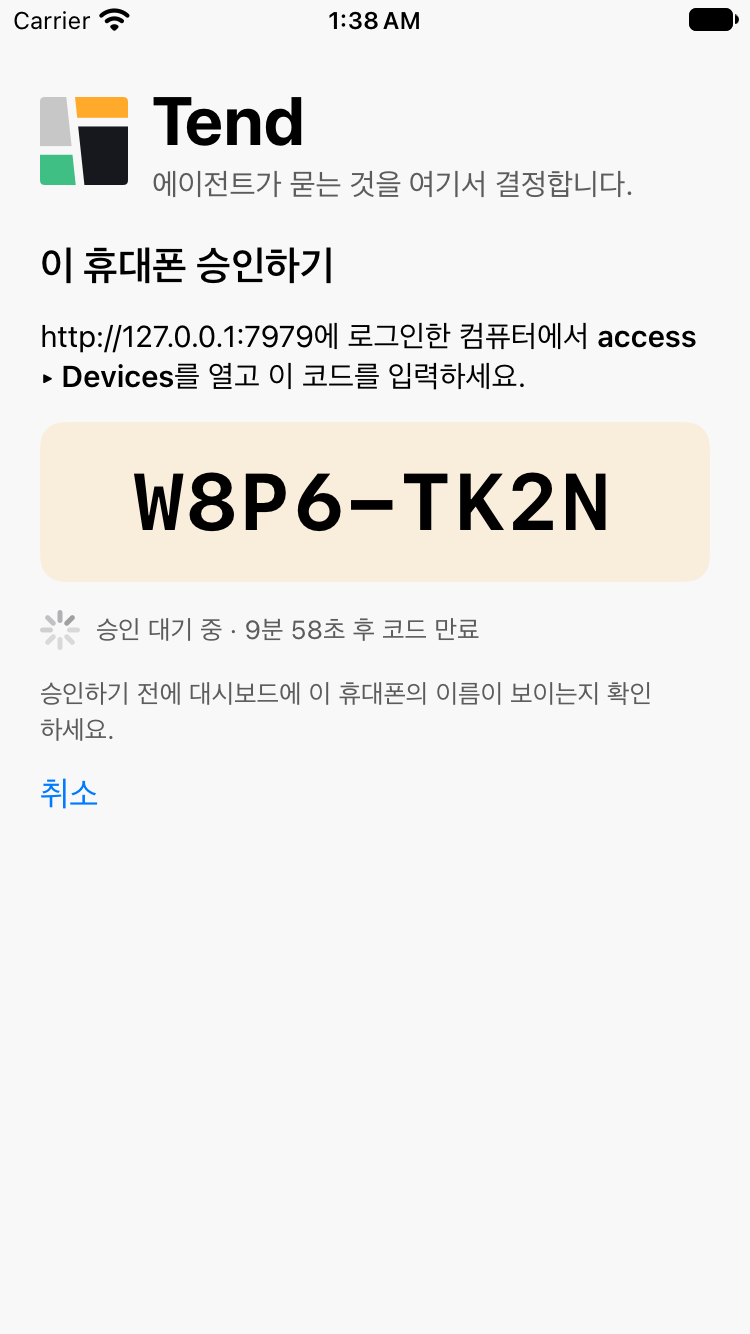 Carrier 1:38 AM
Tend
에이전트가 묻는 것을 여기서 결정합니다.
이 휴대폰 승인하기
http://127.0.0.1:7979에 로그인한 컴퓨터에서 access
▸ Devices를 열고 이 코드를 입력하세요.
W8P6-TK2N
승인 대기 중 · 9분 58초 후 코드 만료
승인하기 전에 대시보드에 이 휴대폰의 이름이 보이는지 확인
하세요.
취소